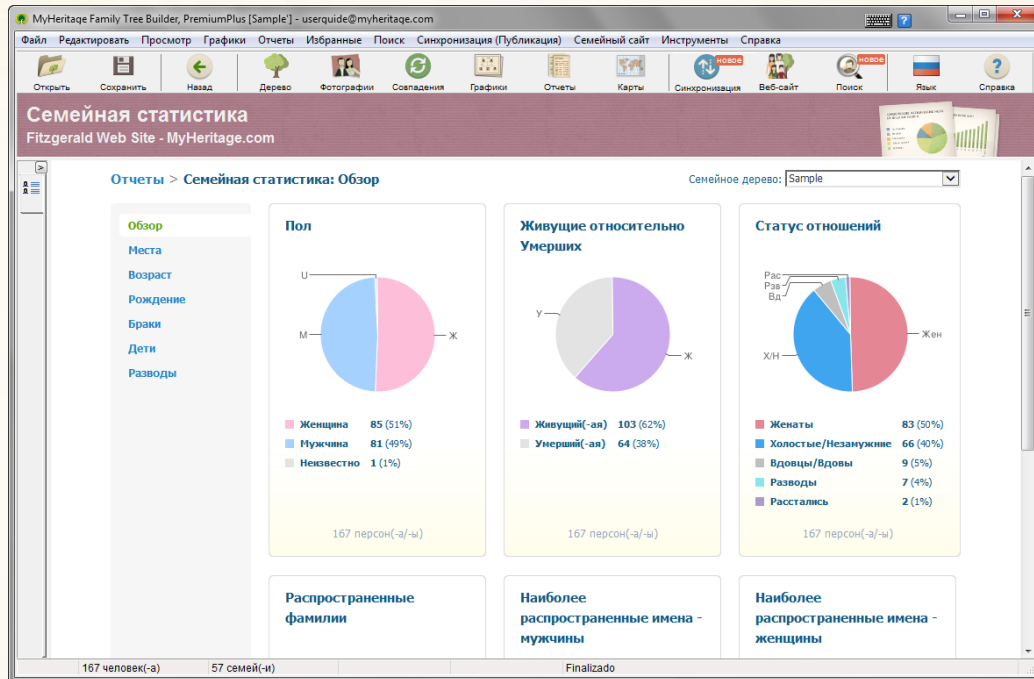 MyHeritage Family Tree Builder, PremiumPlus [Sample'] - userquide@myheritage.com
Файл Редактировать Просмотр Графики Отчеты Избранные Поиск Синхронизация (Публикация) Семейный сайт Инструменты Справка
новое новое
Открыть Сохранить Назад Дерево Фотографии Совпадения Графики Отчеты Карты Синхронизация Веб-сайт Поиск Язык Справка
Семейная статистика
Fitzgerald Web Site - MyHeritage.com
Отчеты > Семейная статистика: Обзор
Семейное дерево: Sample
Обзор
Места
Возраст
Рождение
Браки
Дети
Разводы
Пол
U
М
Ж
Женщина 85 (51%)
Мужчина 81 (49%)
Неизвестно 1 (1%)
167 персон(-а/-ы)
Живущие относительно
Умерших
У
Ж
Живущий(-ая) 103 (62%)
Умерший(-ая) 64 (38%)
167 персон(-а/-ы)
Статус отношений
Рас
Рзв
Вд
Х/Н
Жен
Женаты 83 (50%)
Холостые/Незамужние 66 (40%)
Вдовцы/Вдовы 9 (5%)
Разводы 7 (4%)
Расстались 2 (1%)
167 персон(-а/-ы)
Распространенные
фамилии
Наиболее
распространенные имена -
мужчины
Наиболее
распространенные имена -
женщины
167 человек(-а) 57 семей(-и) Finalizado